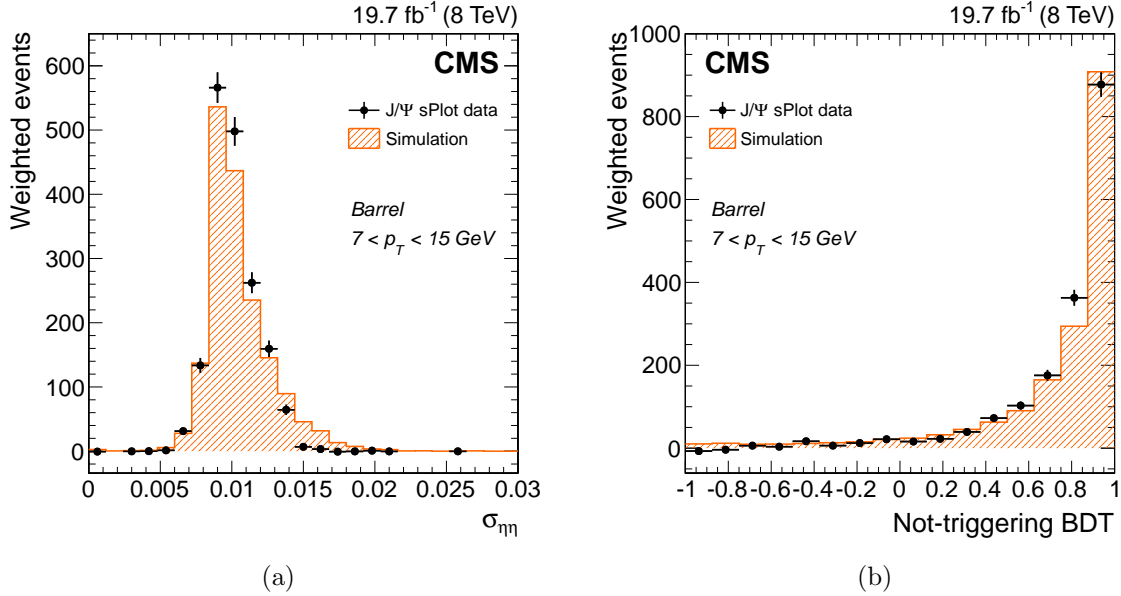 19.7 fb⁻¹ (8 TeV)
Weighted events
CMS
J/Ψ sPlot data
Simulation
Barrel
7 < p_T < 15 GeV
600
500
400
300
200
100
0
0 0.005 0.01 0.015 0.02 0.025 0.03
σ_ηη
(a)
19.7 fb⁻¹ (8 TeV)
Weighted events
CMS
J/Ψ sPlot data
Simulation
Barrel
7 < p_T < 15 GeV
1000
800
600
400
200
0
-1 -0.8 -0.6 -0.4 -0.2 0 0.2 0.4 0.6 0.8 1
Not-triggering BDT
(b)